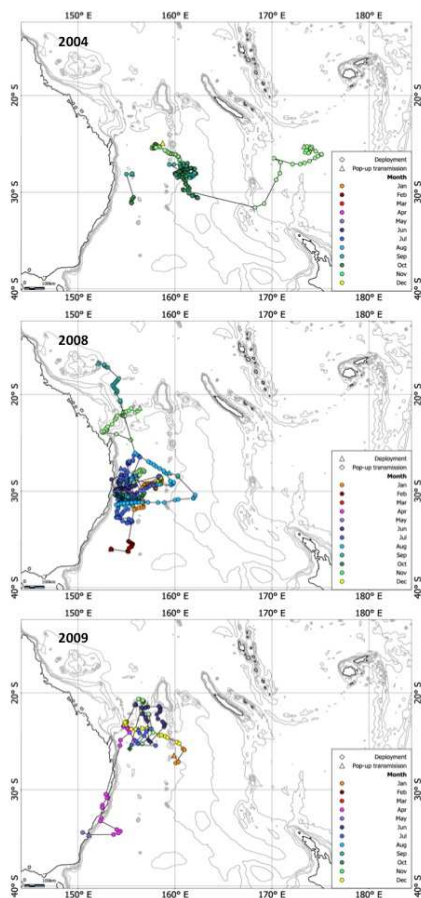 150° E 160° E 170° E 180° E
2004
20° S
30° S
Deployment
Pop-up transmission
Month
Jan
Feb
Mar
Apr
May
Jun
Jul
Aug
Sep
Oct
Nov
Dec
40° S 40° S
150° E 160° E 170° E 180° E
2008
20° S
30° S
Deployment
Pop-up transmission
Month
Jan
Feb
Mar
Apr
May
Jun
Jul
Aug
Sep
Oct
Nov
Dec
40° S 40° S
150° E 160° E 170° E 180° E
2009
20° S
30° S
Deployment
Pop-up transmission
Month
Jan
Feb
Mar
Apr
May
Jun
Jul
Aug
Sep
Oct
Nov
Dec
40° S 40° S